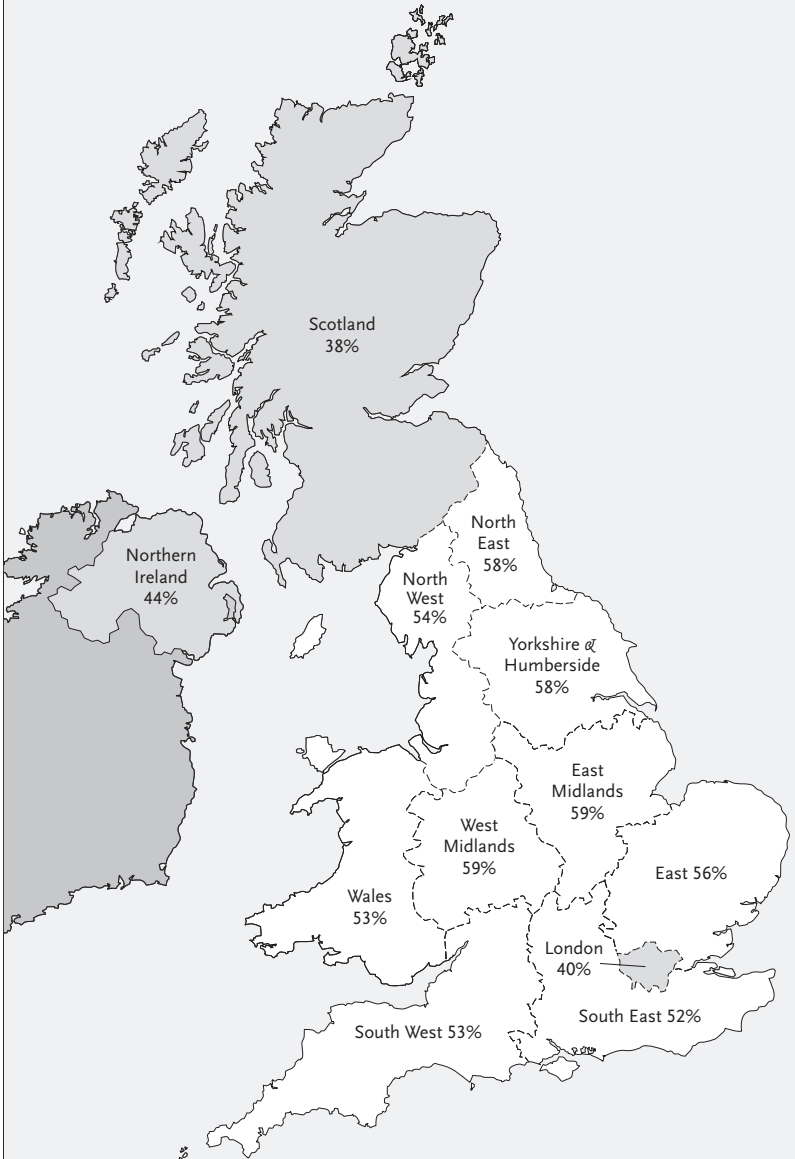 Scotland
38%
North
East
58%
Northern
Ireland
44%
North
West
54%
Yorkshire &
Humberside
58%
East
Midlands
59%
West
Midlands
59%
East 56%
Wales
53%
London
40%
South East 52%
South West 53%